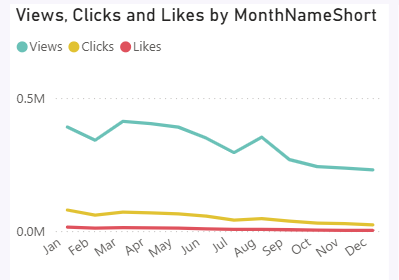 Views, Clicks and Likes by MonthNameShort
Views Clicks Likes
0.5M
0.0M
Jan Feb Mar Apr May Jun Jul Aug Sep Oct Nov Dec